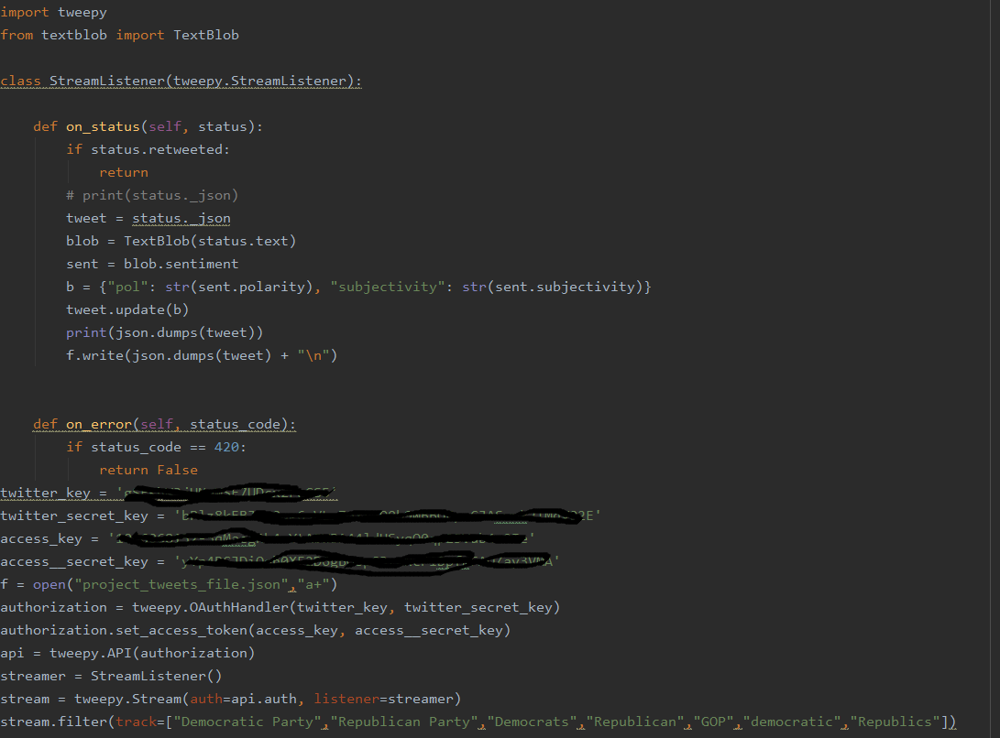 import tweepy
from textblob import TextBlob
class StreamListener(tweepy.StreamListener):
def on_status(self, status):
if status.retweeted:
return
# print(status._json)
tweet = status._json
blob = TextBlob(status.text)
sent = blob.sentiment
b = {"pol": str(sent.polarity), "subjectivity": str(sent.subjectivity)}
tweet.update(b)
print(json.dumps(tweet))
f.write(json.dumps(tweet) + "\n")
def on_error(self, status_code):
if status_code == 420:
return False
twitter_key = '
twitter_secret_key = '
access_key = '
access__secret_key = '
f = open("project_tweets_file.json","a+")
authorization = tweepy.OAuthHandler(twitter_key, twitter_secret_key)
authorization.set_access_token(access_key, access__secret_key)
api = tweepy.API(authorization)
streamer = StreamListener()
stream = tweepy.Stream(auth=api.auth, listener=streamer)
stream.filter(track=["Democratic Party","Republican Party","Democrats","Republican","GOP","democratic","Republics"])